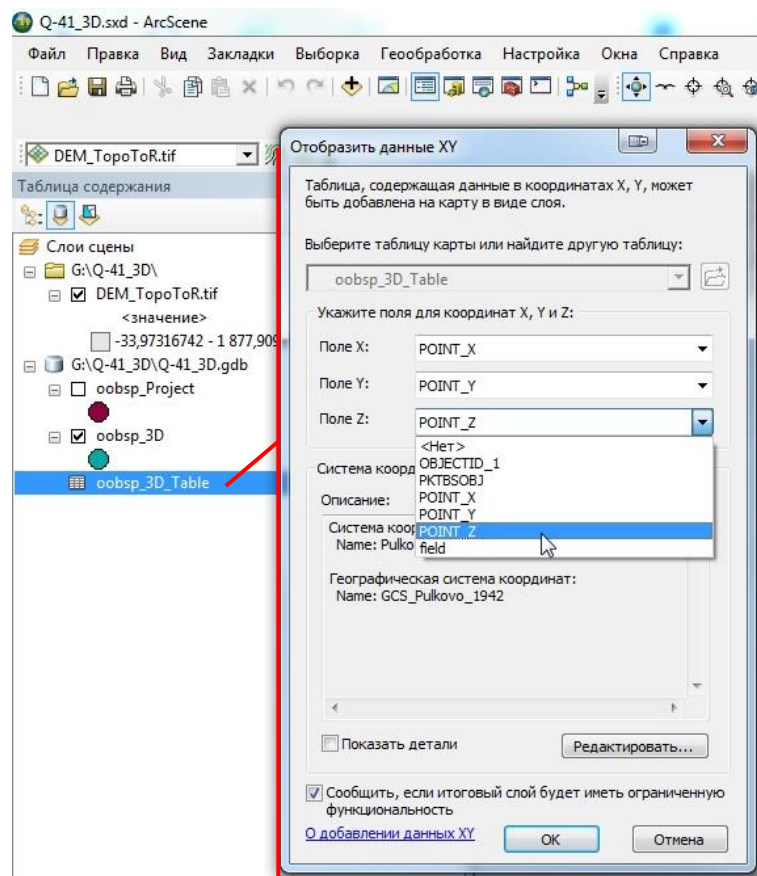 Q-41_3D.sxd - ArcScene
Файл Правка Вид Закладки Выборка Геообработка Настройка Окна Справка
DEM_TopoToR.tif
Таблица содержания
Слои сцены
G:\Q-41_3D\
DEM_TopoToR.tif
<значение>
-33,97316742 - 1 877,909
G:\Q-41_3D\Q-41_3D.gdb
oobsp_Project
oobsp_3D
oobsp_3D_Table
Отобразить данные XY
Таблица, содержащая данные в координатах X, Y, может
быть добавлена на карту в виде слоя.
Выберите таблицу карты или найдите другую таблицу:
oobsp_3D_Table
Укажите поля для координат X, Y и Z:
Поле X: POINT_X
Поле Y: POINT_Y
Поле Z: POINT_Z
<Нет>
OBJECTID_1
PKTBSOBJ
POINT_X
POINT_Y
POINT_Z
field
Система коорд
Описание:
Система коор
Name: Pulko
Географическая система координат:
Name: GCS_Pulkovo_1942
Показать детали
Редактировать...
Сообщить, если итоговый слой будет иметь ограниченную
функциональность
О добавлении данных XY
OK
Отмена